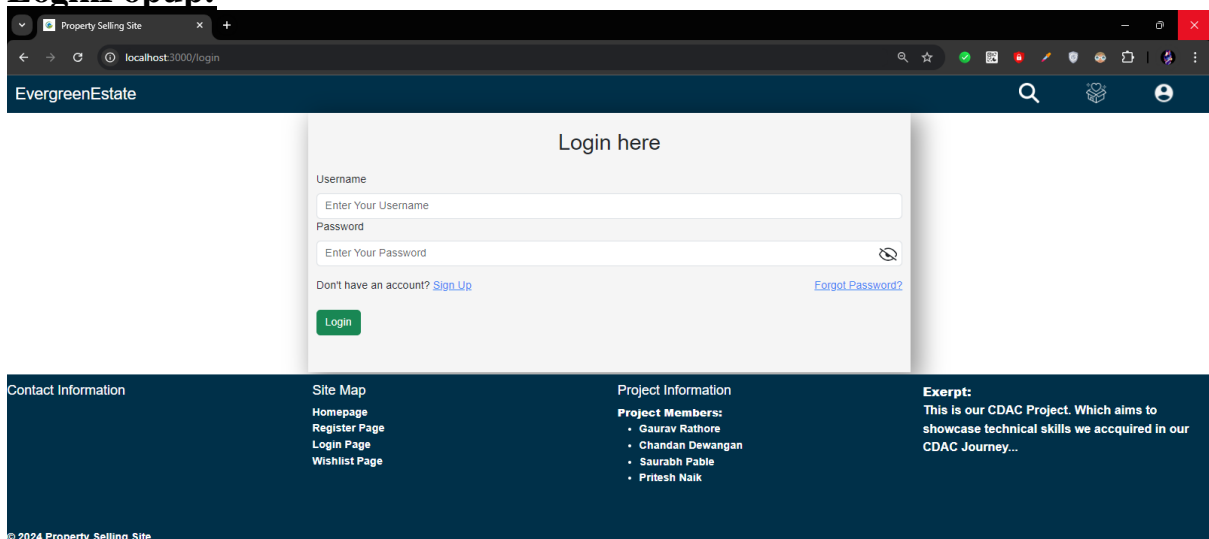 LoginPopup:
Property Selling Site
localhost:3000/login
EvergreenEstate
Login here
Username
Enter Your Username
Password
Enter Your Password
Don't have an account? Sign Up
Forgot Password?
Login
Contact Information
Site Map
Homepage
Register Page
Login Page
Wishlist Page
Project Information
Project Members:
• Gaurav Rathore
• Chandan Dewangan
• Saurabh Pable
• Pritesh Naik
Exerpt:
This is our CDAC Project. Which aims to
showcase technical skills we accquired in our
CDAC Journey...
© 2024 Property Selling Site